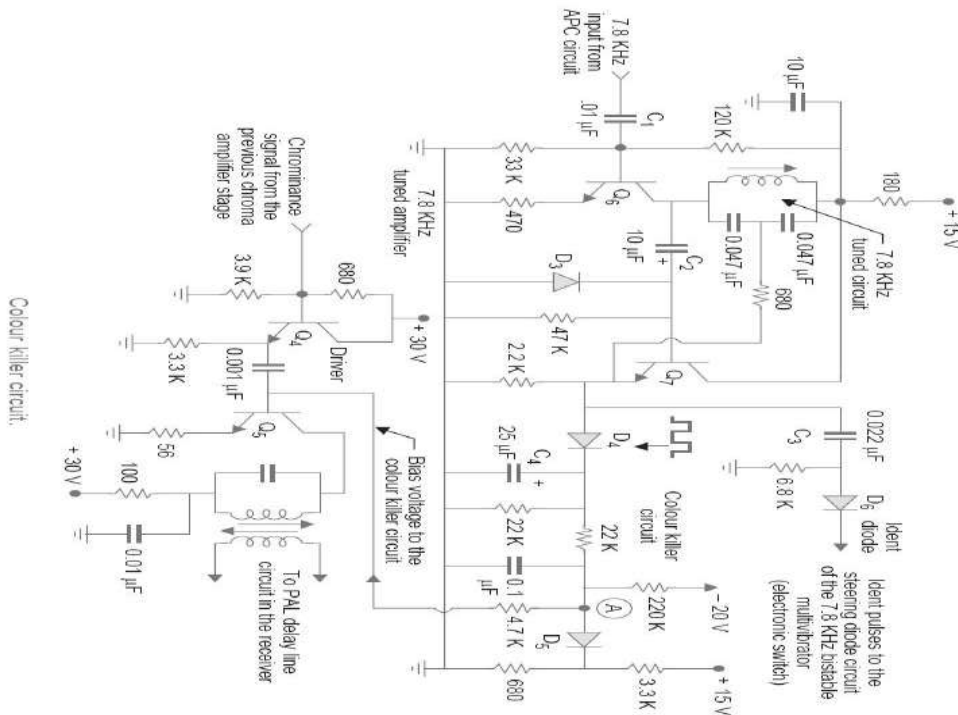 + 15 V
180
7.8 KHz
tuned circuit
10 µF
120 K
0.047 µF
0.047 µF
680
7.8 KHz
input from
APC circuit
C1
.01 µF
Q6
33 K
470
C2
10 µF
+
D3
47 K
Q7
2.2 K
7.8 KHz
tuned amplifier
0.022 µF
C3
6.8 K
D6
Ident
diode
Ident pulses to the
steering diode circuit
of the 7.8 KHz bistable
multivibrator
(electronic switch)
D4
C4
+
25 µF
22 K
22 K
Colour killer
circuit
0.1
µF
A
4.7 K
220K
– 20 V
D5
680
3.3 K
+ 15 V
Chrominance
signal from the
previous chroma
amplifier stage
+ 30 V
680
3.9 K
Q4
Driver
3.3 K
0.001 µF
Q5
56
Bias voltage to the
colour killer circuit
100
+ 30 V
0.01 µF
To PAL delay line
circuit in the receiver
Colour killer circuit.